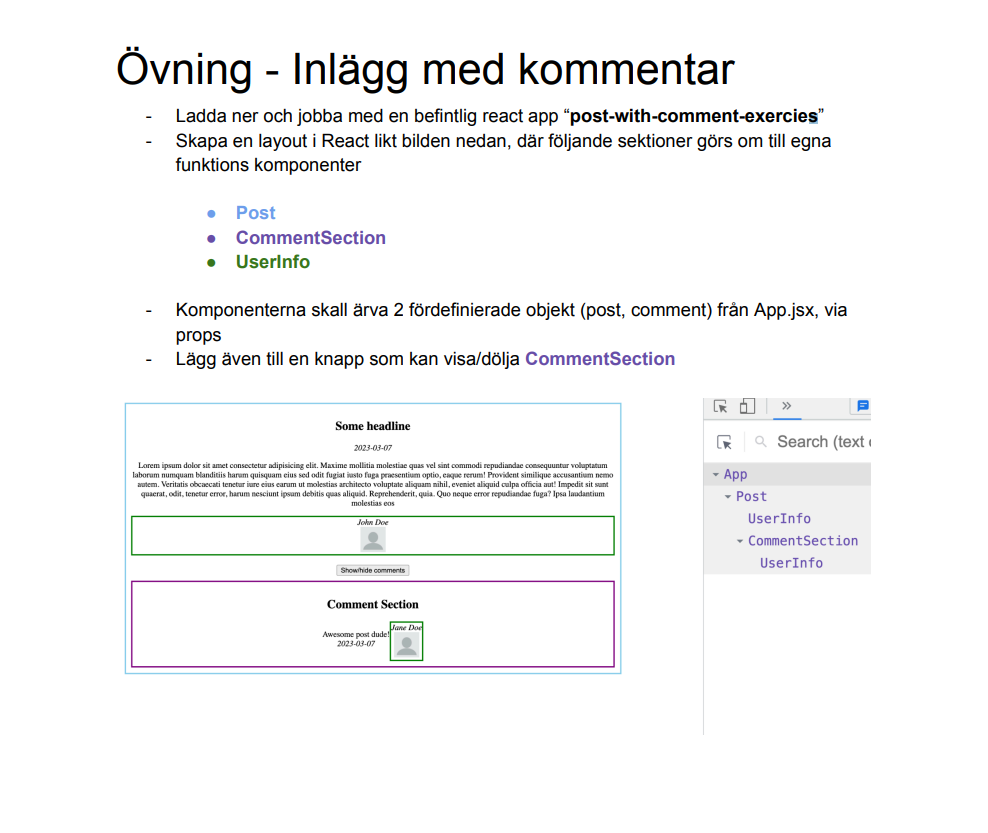 Övning - Inlägg med kommentar
- Ladda ner och jobba med en befintlig react app “post-with-comment-exercies”
- Skapa en layout i React likt bilden nedan, där följande sektioner görs om till egna
funktions komponenter
● Post
● CommentSection
● UserInfo
- Komponenterna skall ärva 2 fördefinierade objekt (post, comment) från App.jsx, via
props
- Lägg även till en knapp som kan visa/dölja CommentSection
Some headline
2023-03-07
Lorem ipsum dolor sit amet consectetur adipisicing elit. Maxime mollitia molestiae quas vel sint commodi repudiandae consequuntur voluptatum
laborum numquam blanditiis harum quisquam eius sed odit fugiat iusto fuga praesentium optio, eaque rerum! Provident similique accusantium nemo
autem. Veritatis obcaecati tenetur iure eius earum ut molestias architecto voluptate aliquam nihil, eveniet aliquid culpa officia aut! Impedit sit sunt
quaerat, odit, tenetur error, harum nesciunt ipsum debitis quas aliquid. Reprehenderit, quia. Quo neque error repudiandae fuga? Ipsa laudantium
molestias eos
John Doe
Show/hide comments
Comment Section
Awesome post dude!
2023-03-07
Jane Doe
Search (text o
App
Post
UserInfo
CommentSection
UserInfo